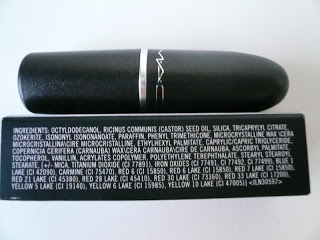 MAC
INGREDIENTS: OCTYLDODECANOL, RICINUS COMMUNIS (CASTOR) SEED OIL, SILICA, TRICAPRYLYL CITRATE,
OZOKERITE, ISONONYL ISONONANOATE, PARAFFIN, PHENYL TRIMETHICONE, MICROCRYSTALLINE WAX\CERA
MICROCRISTALLINA\CIRE MICROCRISTALLINE, ETHYLHEXYL PALMITATE, CAPRYLIC/CAPRIC TRIGLYCERIDE,
COPERNICIA CERIFERA (CARNAUBA) WAX\CERA CARNAUBA\CIRE DE CARNAUBA, ASCORBYL PALMITATE,
TOCOPHEROL, VANILLIN, ACRYLATES COPOLYMER, POLYETHYLENE TEREPHTHALATE, STEARYL STEAROYL
STEARATE, [+/- MICA, TITANIUM DIOXIDE (CI 77891), IRON OXIDES (CI 77491, CI 77492, CI 77499), BLUE 1
LAKE (CI 42090), CARMINE (CI 75470), RED 6 (CI 15850), RED 6 LAKE (CI 15850), RED 7 LAKE (CI 15850),
RED 21 LAKE (CI 45380), RED 28 LAKE (CI 45410), RED 30 LAKE (CI 73360), RED 33 LAKE (CI 17200),
YELLOW 5 LAKE (CI 19140), YELLOW 6 LAKE (CI 15985), YELLOW 10 LAKE (CI 47005)] <ILN30597>